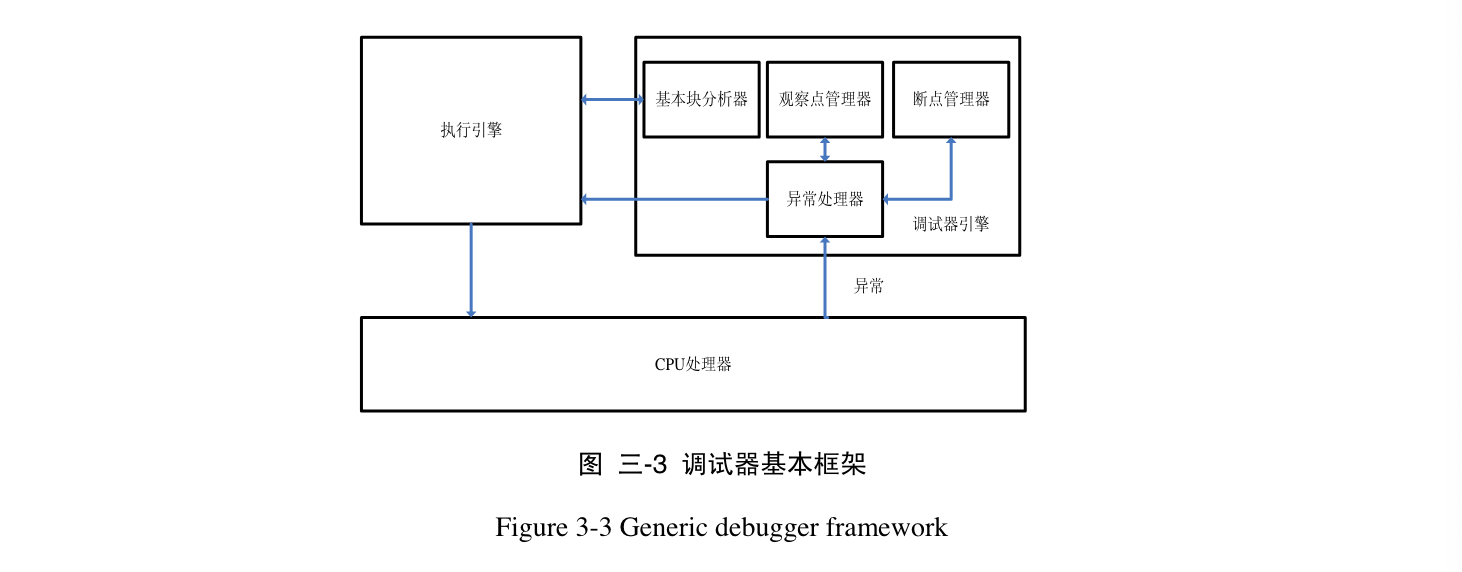 执行引擎
基本块分析器
观察点管理器
断点管理器
异常处理器
调试器引擎
异常
CPU处理器
图 三-3 调试器基本框架
Figure 3-3 Generic debugger framework